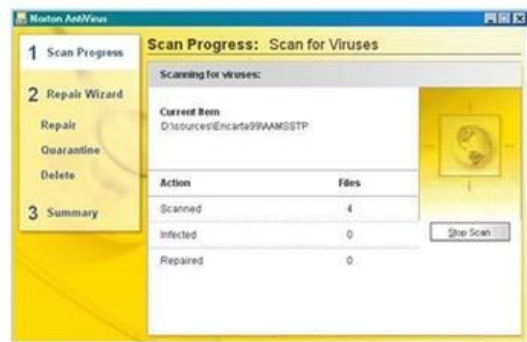 Norton AntiVirus
1 Scan Progress
2 Repair Wizard
Repair
Quarantine
Delete
3 Summary
Scan Progress: Scan for Viruses
Scanning for viruses:
Current Item
D:\sources\Encarta99\AAMSSTP
Action Files
Scanned 4
Infected 0
Repaired 0
Stop Scan